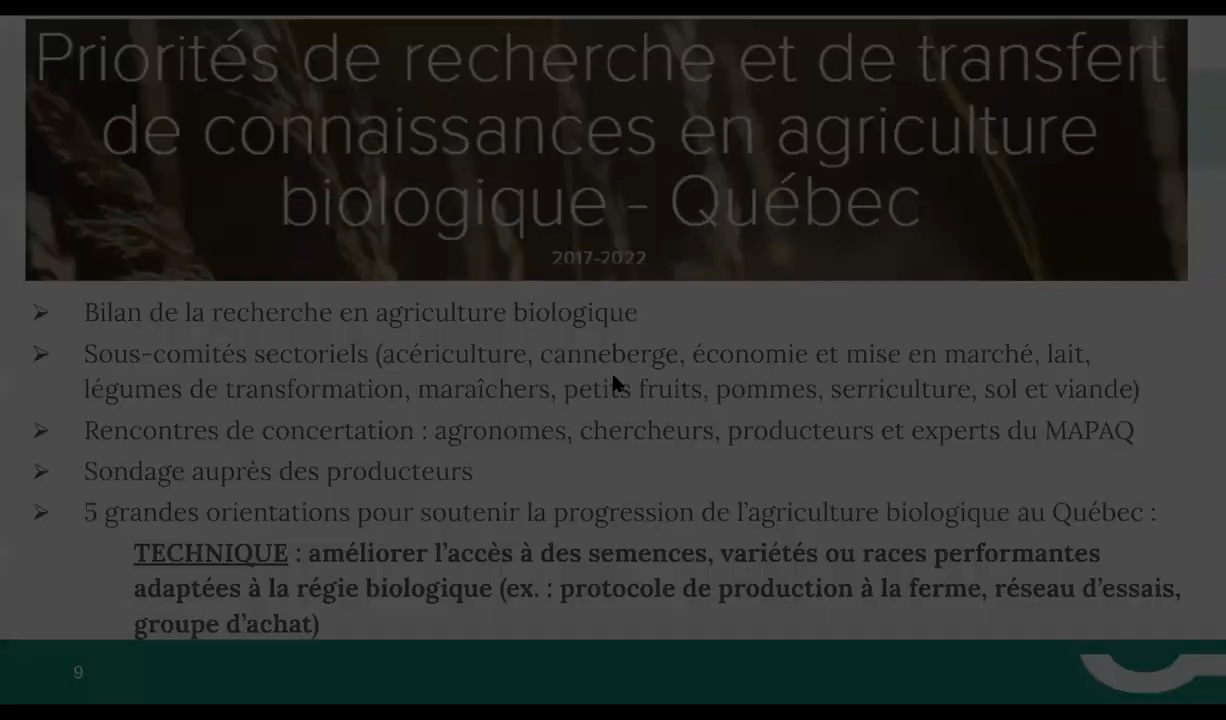 Priorités de recherche et de transfert
de connaissances en agriculture
biologique - Québec
2017-2022
➢ Bilan de la recherche en agriculture biologique
➢ Sous-comités sectoriels (acériculture, canneberge, économie et mise en marché, lait,
légumes de transformation, maraîchers, petits fruits, pommes, serriculture, sol et viande)
➢ Rencontres de concertation : agronomes, chercheurs, producteurs et experts du MAPAQ
➢ Sondage auprès des producteurs
➢ 5 grandes orientations pour soutenir la progression de l’agriculture biologique au Québec :
TECHNIQUE : améliorer l’accès à des semences, variétés ou races performantes
adaptées à la régie biologique (ex. : protocole de production à la ferme, réseau d’essais,
groupe d’achat)
9